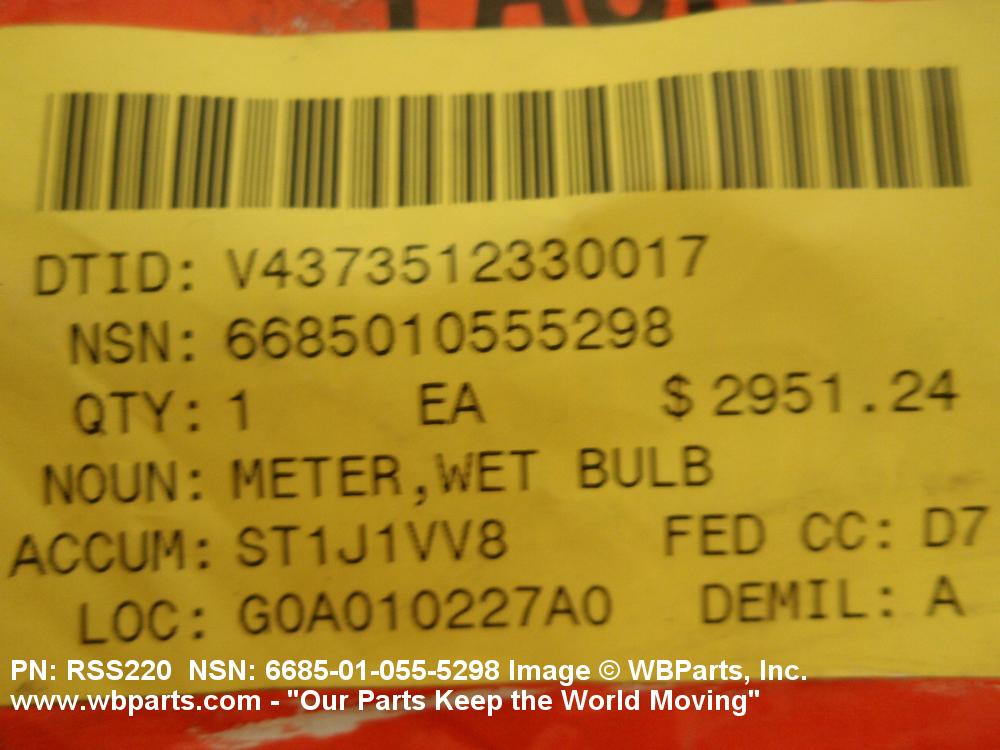 DTID: V4373512330017
NSN: 6685010555298
QTY: 1 EA $ 2951.24
NOUN: METER,WET BULB
ACCUM: ST1J1VV8 FED CC: D7
LOC: G0A010227A0 DEMIL: A
PN: RSS220 NSN: 6685-01-055-5298 Image © WBParts, Inc.
www.wbparts.com - "Our Parts Keep the World Moving"